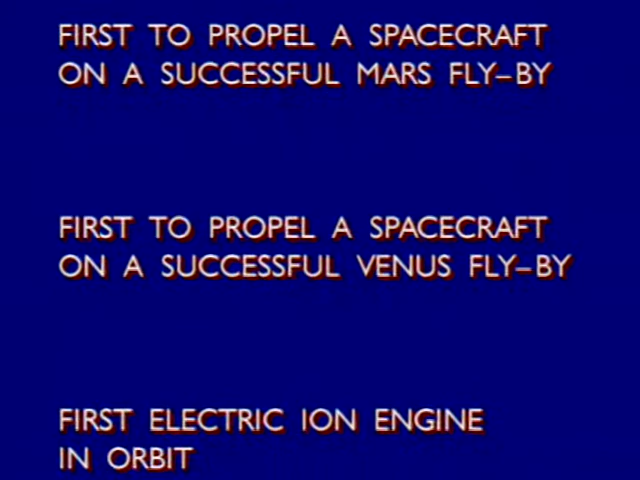 FIRST TO PROPEL A SPACECRAFT
ON A SUCCESSFUL MARS FLY-BY
FIRST TO PROPEL A SPACECRAFT
ON A SUCCESSFUL VENUS FLY-BY
FIRST ELECTRIC ION ENGINE
IN ORBIT